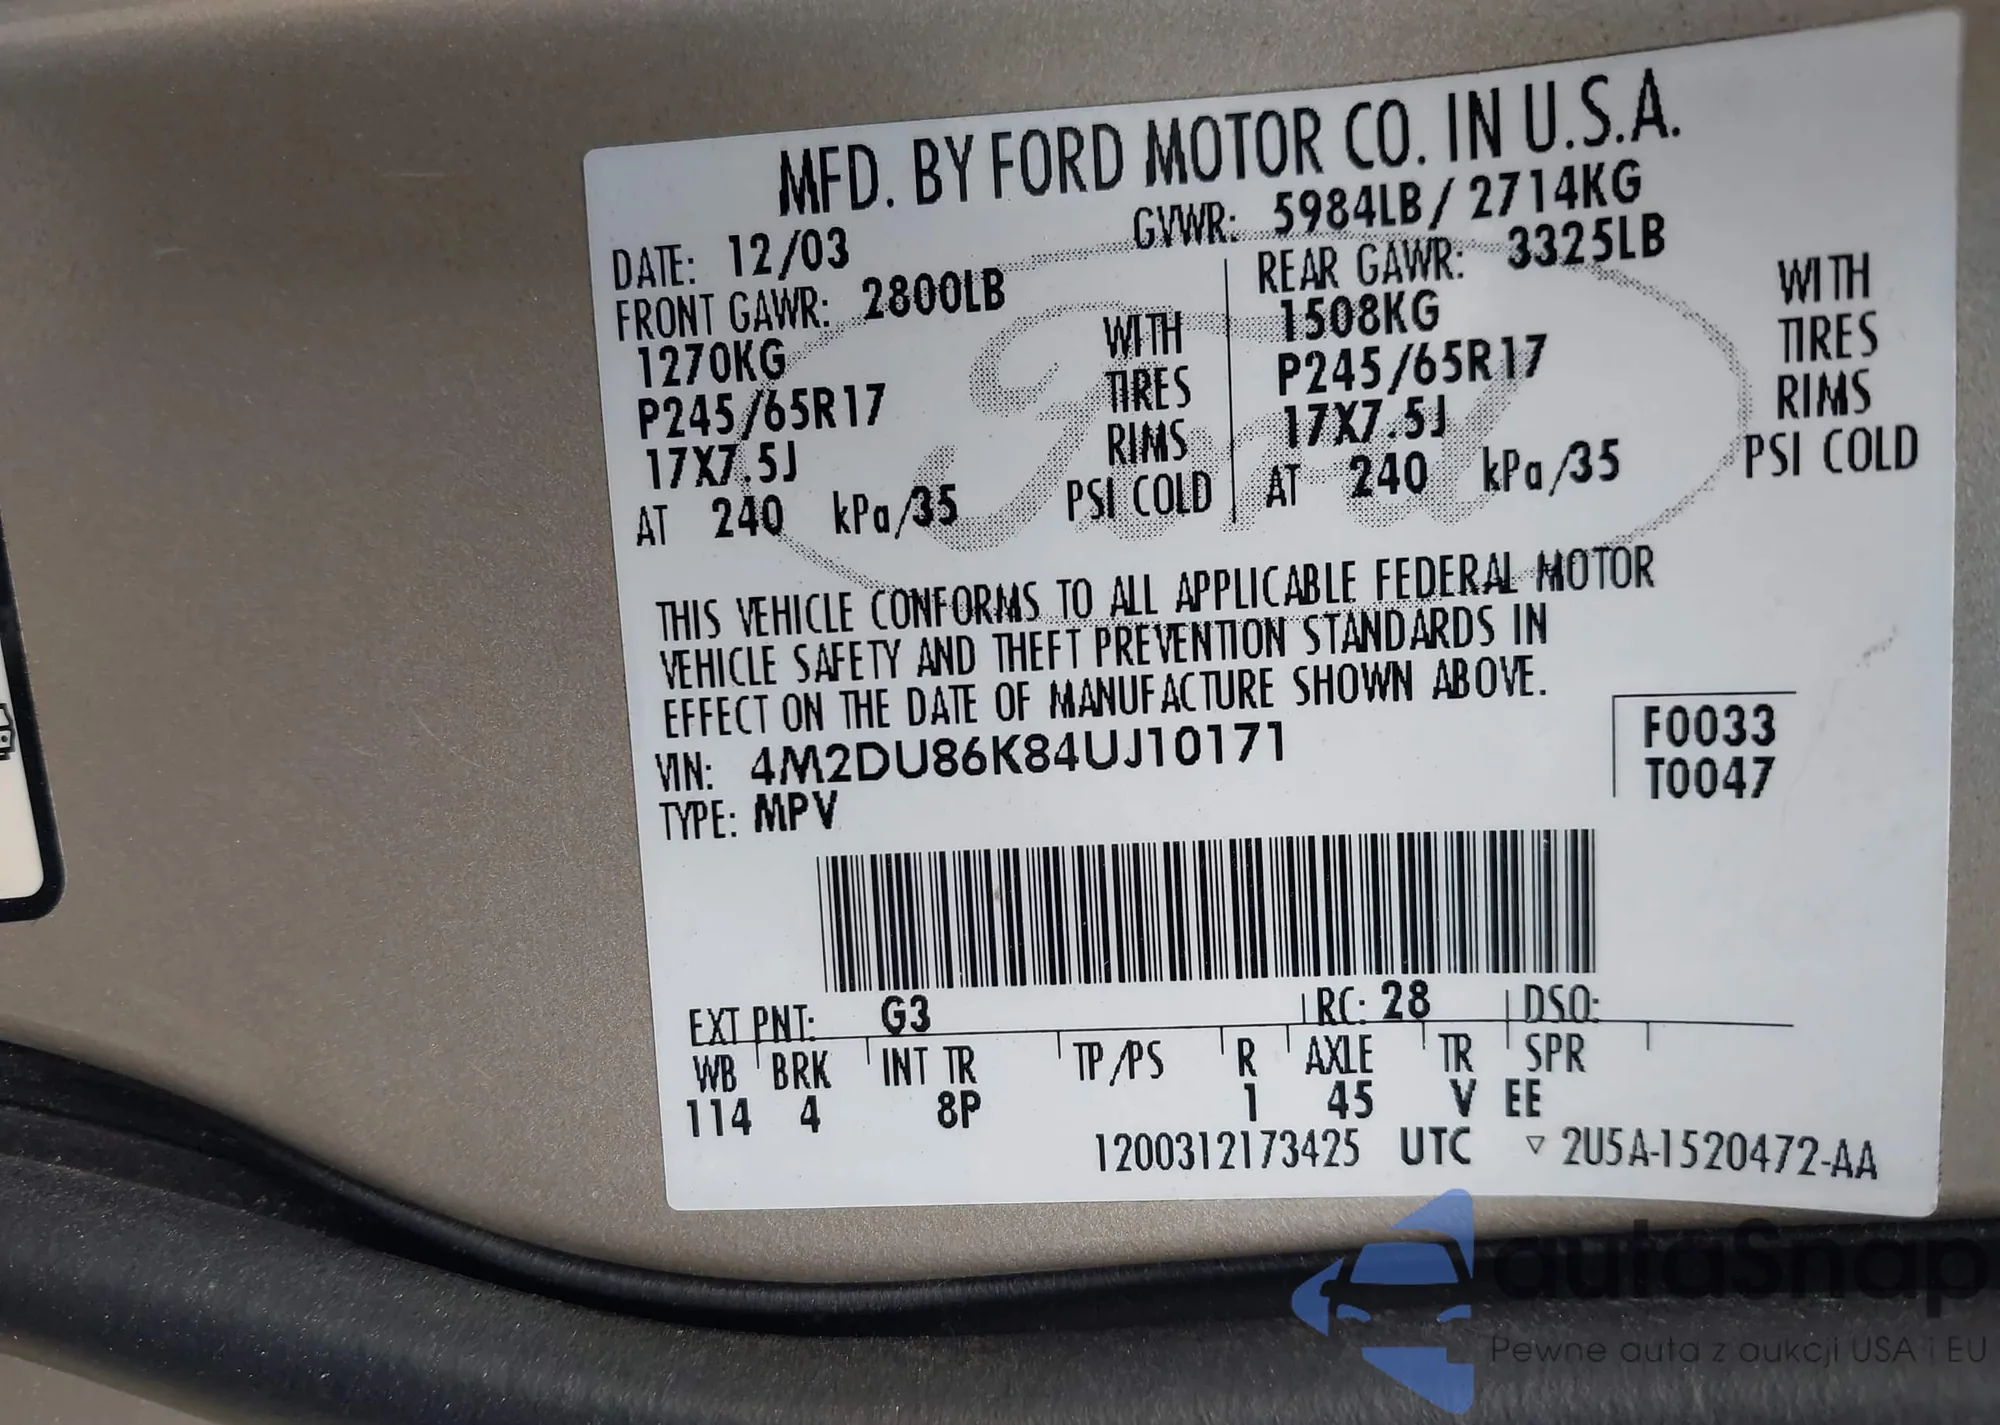 MFD. BY FORD MOTOR CO. IN U.S.A.
DATE: 12/03 GVWR: 5984LB / 2714KG
FRONT GAWR: 2800LB REAR GAWR: 3325LB
1270KG WITH 1508KG WITH
P245/65R17 TIRES P245/65R17 TIRES
17X7.5J RIMS 17X7.5J RIMS
AT 240 kPa/35 PSI COLD AT 240 kPa/35 PSI COLD
Ford
THIS VEHICLE CONFORMS TO ALL APPLICABLE FEDERAL MOTOR
VEHICLE SAFETY AND THEFT PREVENTION STANDARDS IN
EFFECT ON THE DATE OF MANUFACTURE SHOWN ABOVE.
VIN: 4M2DU86K84UJ10171 F0033
TYPE: MPV T0047
EXT PNT: G3 RC: 28 DSO:
WB BRK INT TR TP/PS R AXLE TR SPR
114 4 8P 1 45 V EE
1200312173425 UTC ▽ 2U5A-1520472-AA
autaSnap
Pewne auta z aukcji USA i EU